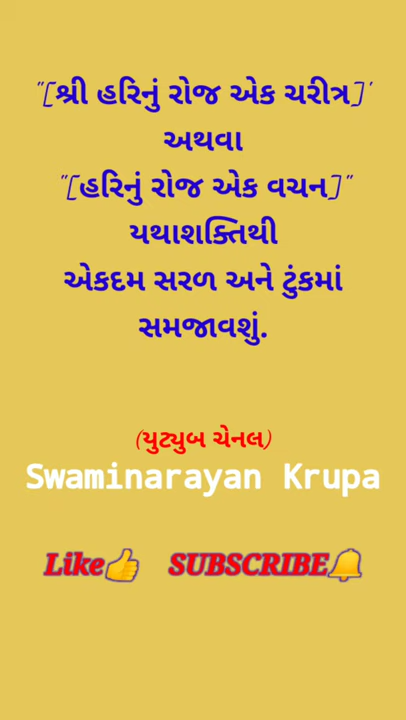 "[શ્રી હરિનું રોજ એક ચરીત્ર]'
અથવા
"[હરિનું રોજ એક વચન]"
યથાશક્તિથી
એકદમ સરળ અને ટુંકમાં
સમજાવશું.
(યુટ્યુબ ચેનલ)
Swaminarayan Krupa
Like👍 SUBSCRIBE🔔